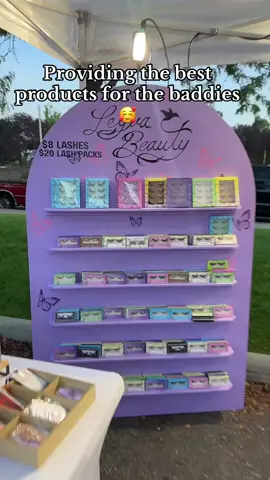 Providing the best
products for the baddies
🥰
Beauty
$8 LASHES
$20 LASH PACKS